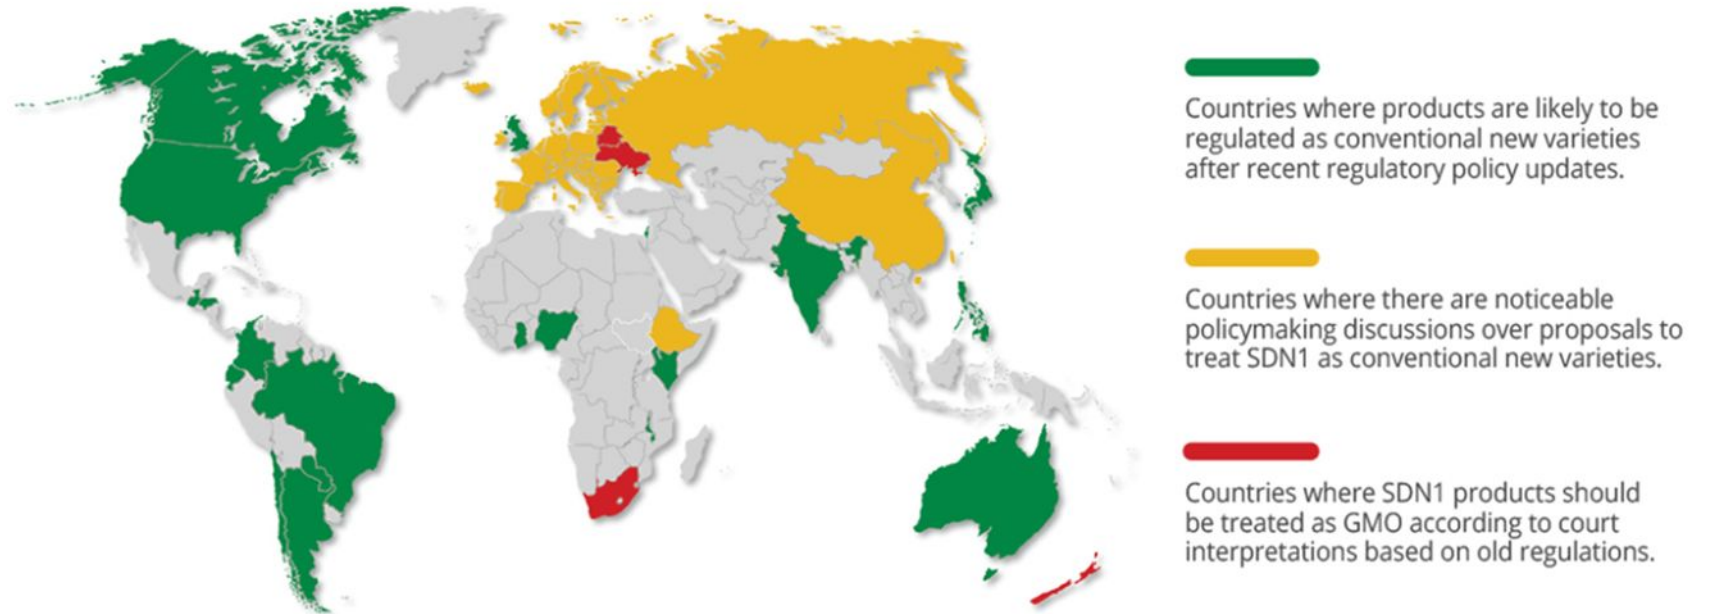 Countries where products are likely to be
regulated as conventional new varieties
after recent regulatory policy updates.
Countries where there are noticeable
policymaking discussions over proposals to
treat SDN1 as conventional new varieties.
Countries where SDN1 products should
be treated as GMO according to court
interpretations based on old regulations.